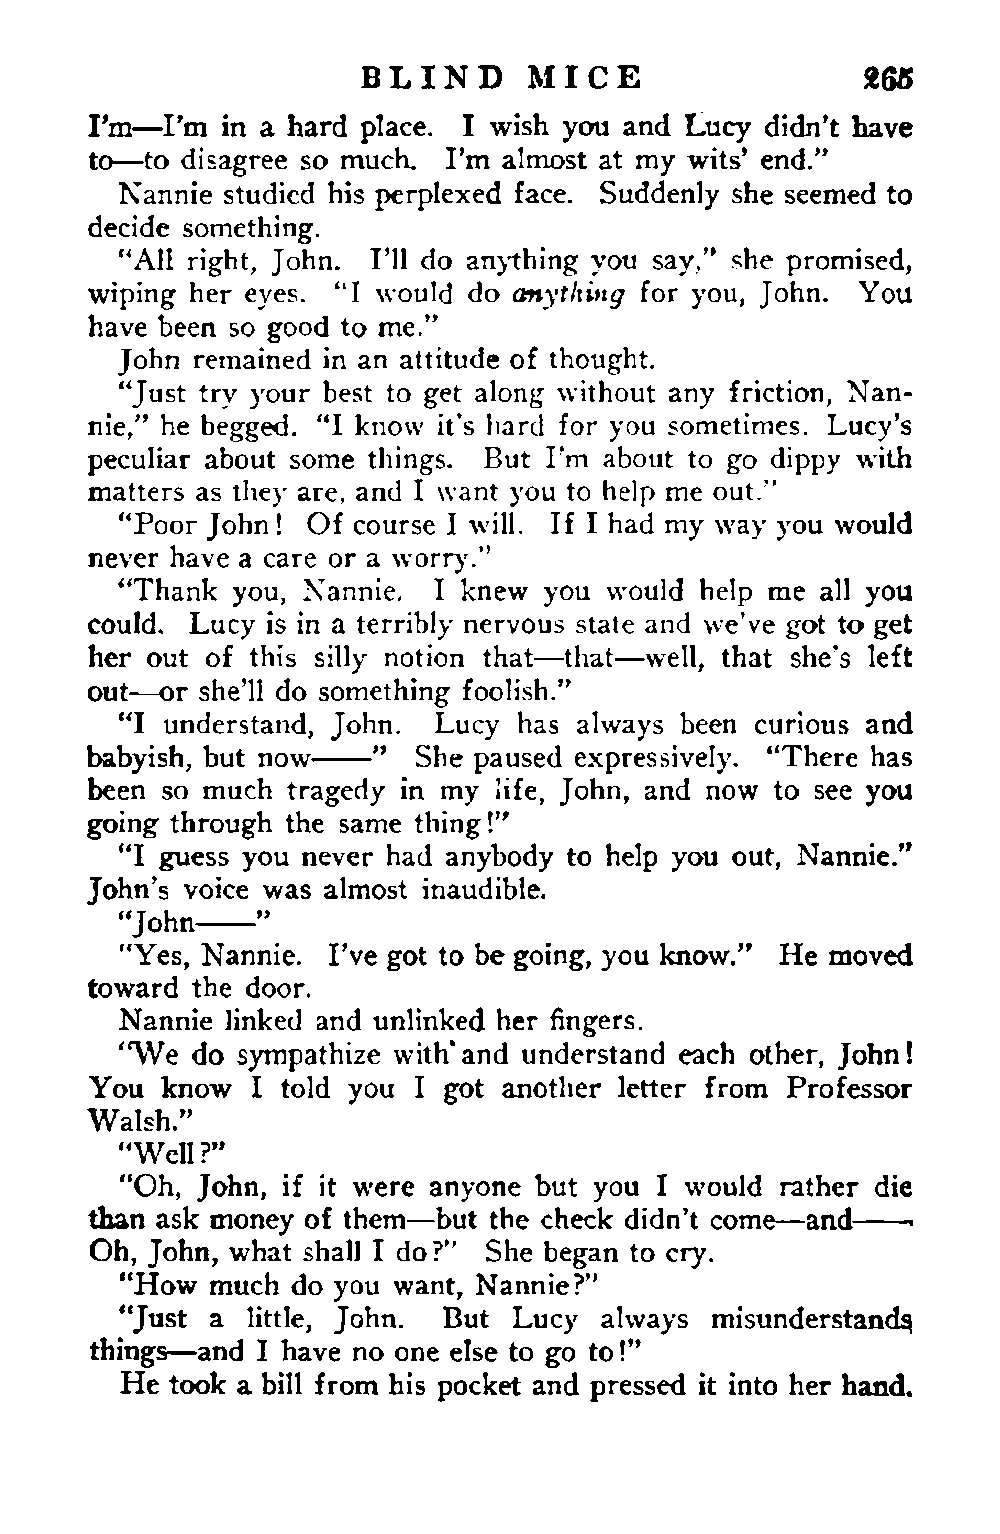 BLIND MICE 265
I'm—I'm in a hard place. I wish you and Lucy didn't have
to—to disagree so much. I'm almost at my wits' end."
Nannie studied his perplexed face. Suddenly she seemed to
decide something.
"All right, John. I'll do anything you say," she promised,
wiping her eyes. "I would do anything for you, John. You
have been so good to me."
John remained in an attitude of thought.
"Just try your best to get along without any friction, Nan-
nie," he begged. "I know it's hard for you sometimes. Lucy's
peculiar about some things. But I'm about to go dippy with
matters as they are, and I want you to help me out."
"Poor John! Of course I will. If I had my way you would
never have a care or a worry."
"Thank you, Nannie. I knew you would help me all you
could. Lucy is in a terribly nervous state and we've got to get
her out of this silly notion that—that—well, that she's left
out—or she'll do something foolish."
"I understand, John. Lucy has always been curious and
babyish, but now——" She paused expressively. "There has
been so much tragedy in my life, John, and now to see you
going through the same thing!"
"I guess you never had anybody to help you out, Nannie."
John's voice was almost inaudible.
"John——"
"Yes, Nannie. I've got to be going, you know." He moved
toward the door.
Nannie linked and unlinked her fingers.
"We do sympathize with and understand each other, John!
You know I told you I got another letter from Professor
Walsh."
"Well?"
"Oh, John, if it were anyone but you I would rather die
than ask money of them—but the check didn't come—and——
Oh, John, what shall I do?" She began to cry.
"How much do you want, Nannie?"
"Just a little, John. But Lucy always misunderstands
things—and I have no one else to go to!"
He took a bill from his pocket and pressed it into her hand.